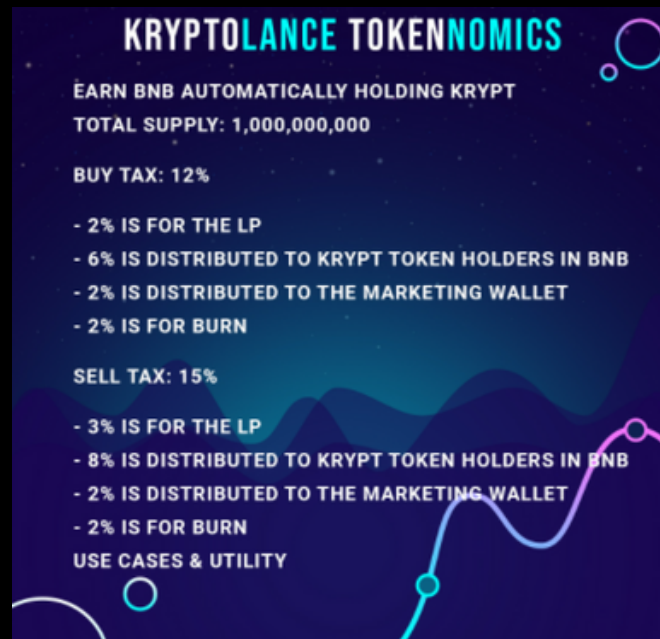 KRYPTOLANCE TOKENNOMICS
EARN BNB AUTOMATICALLY HOLDING KRYPT
TOTAL SUPPLY: 1,000,000,000
BUY TAX: 12%
- 2% IS FOR THE LP
- 6% IS DISTRIBUTED TO KRYPT TOKEN HOLDERS IN BNB
- 2% IS DISTRIBUTED TO THE MARKETING WALLET
- 2% IS FOR BURN
SELL TAX: 15%
- 3% IS FOR THE LP
- 8% IS DISTRIBUTED TO KRYPT TOKEN HOLDERS IN BNB
- 2% IS DISTRIBUTED TO THE MARKETING WALLET
- 2% IS FOR BURN
USE CASES & UTILITY